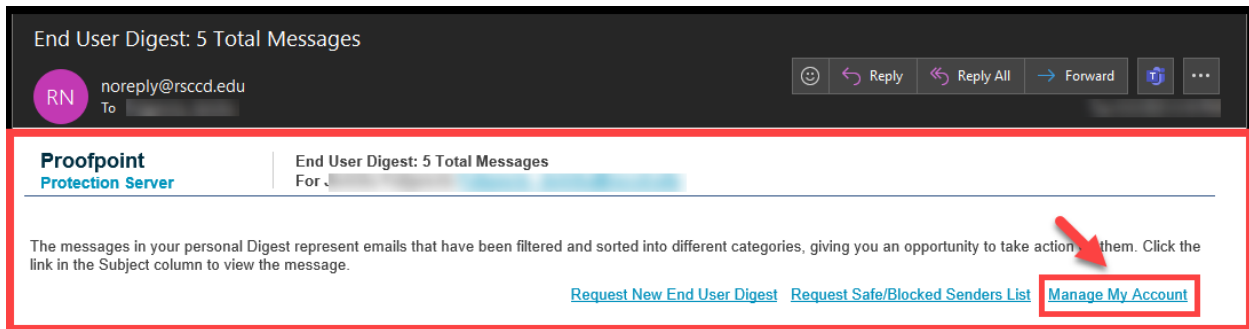 End User Digest: 5 Total Messages
RN
noreply@rsccd.edu
To
Reply
Reply All
Forward
Proofpoint
Protection Server
End User Digest: 5 Total Messages
For
The messages in your personal Digest represent emails that have been filtered and sorted into different categories, giving you an opportunity to take action them. Click the
link in the Subject column to view the message.
Request New End User Digest Request Safe/Blocked Senders List Manage My Account